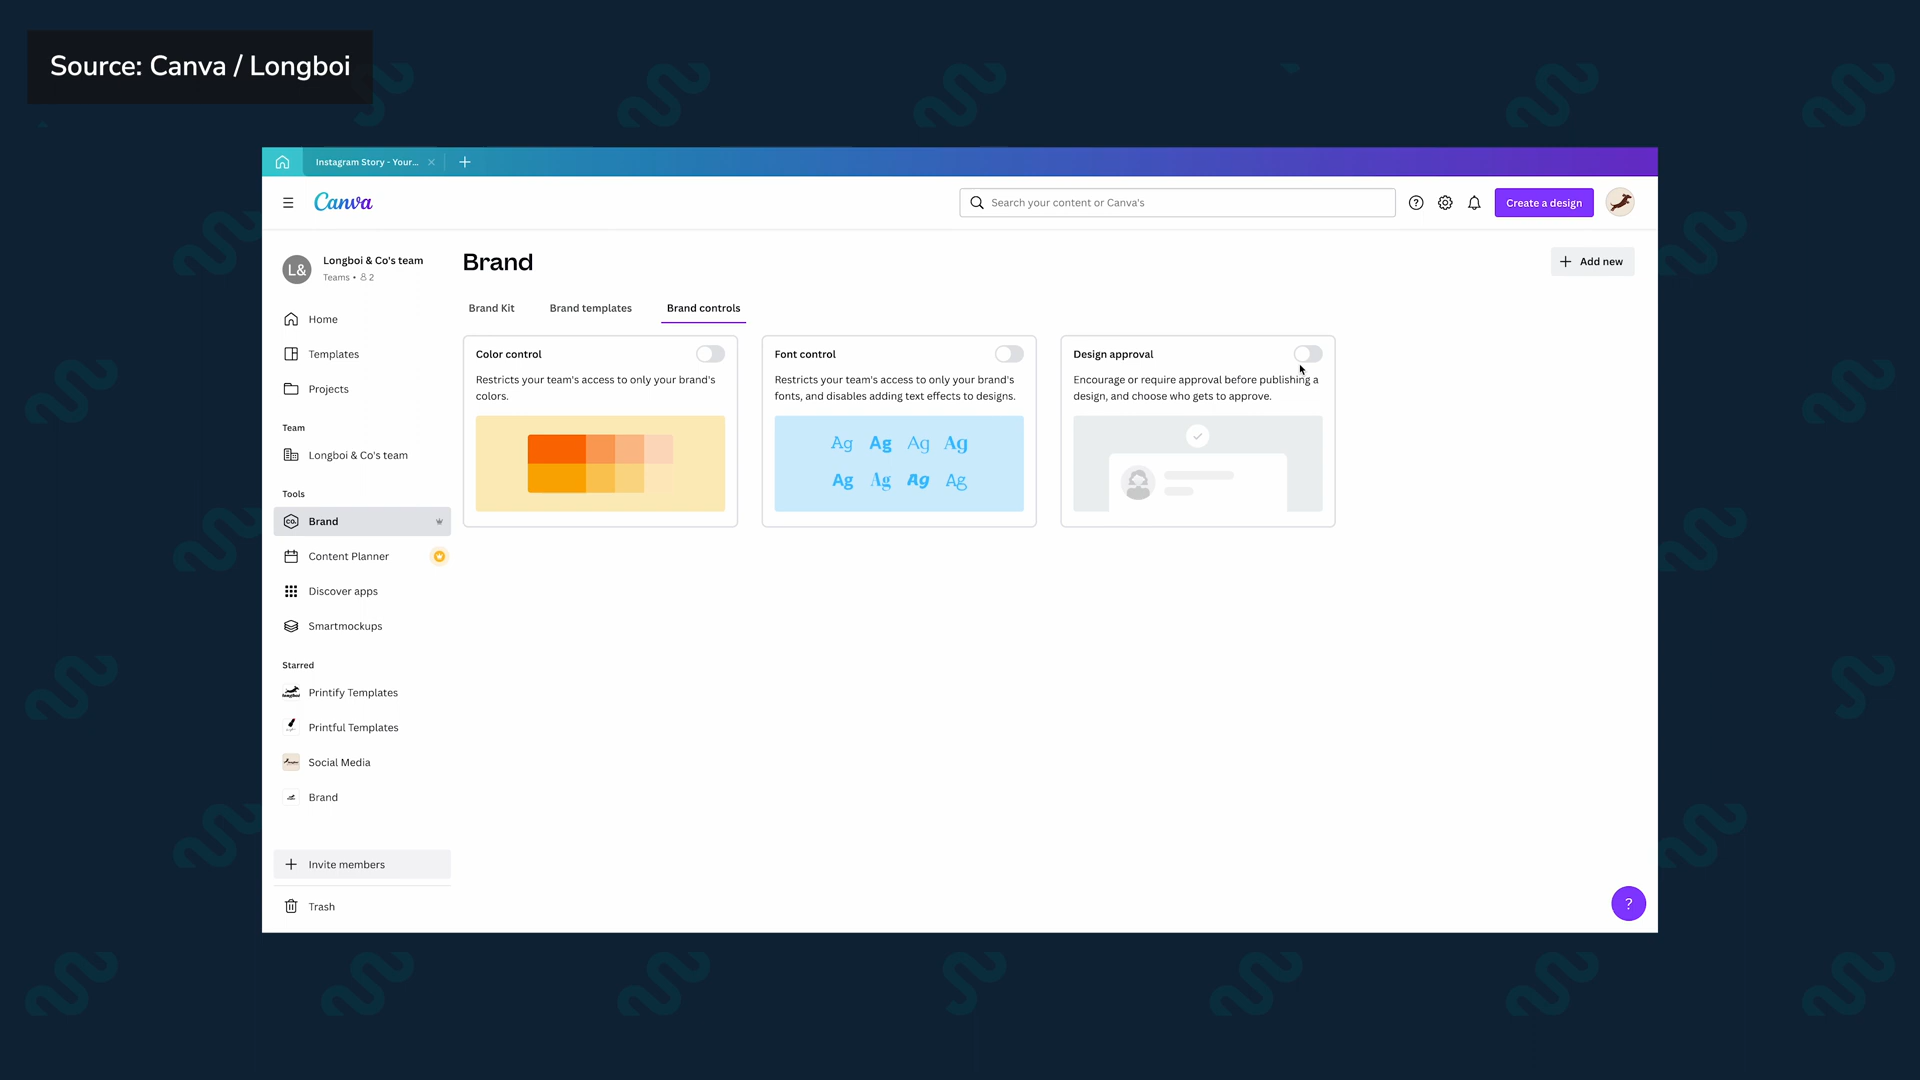 Source: Canva / Longboi
Instagram Story - Your...
Canva
Search your content or Canva's
Create a design
L&
Longboi & Co's team
Teams • 2
Home
Templates
Projects
Team
Longboi & Co's team
Tools
CO.
Brand
Content Planner
Discover apps
Smartmockups
Starred
Printify Templates
Printful Templates
Social Media
Brand
Invite members
Trash
Brand
Add new
Brand Kit
Brand templates
Brand controls
Color control
Restricts your team's access to only your brand's
colors.
Font control
Restricts your team's access to only your brand's
fonts, and disables adding text effects to designs.
Ag Ag Ag Ag
Ag Ag Ag Ag
Design approval
Encourage or require approval before publishing a
design, and choose who gets to approve.
?